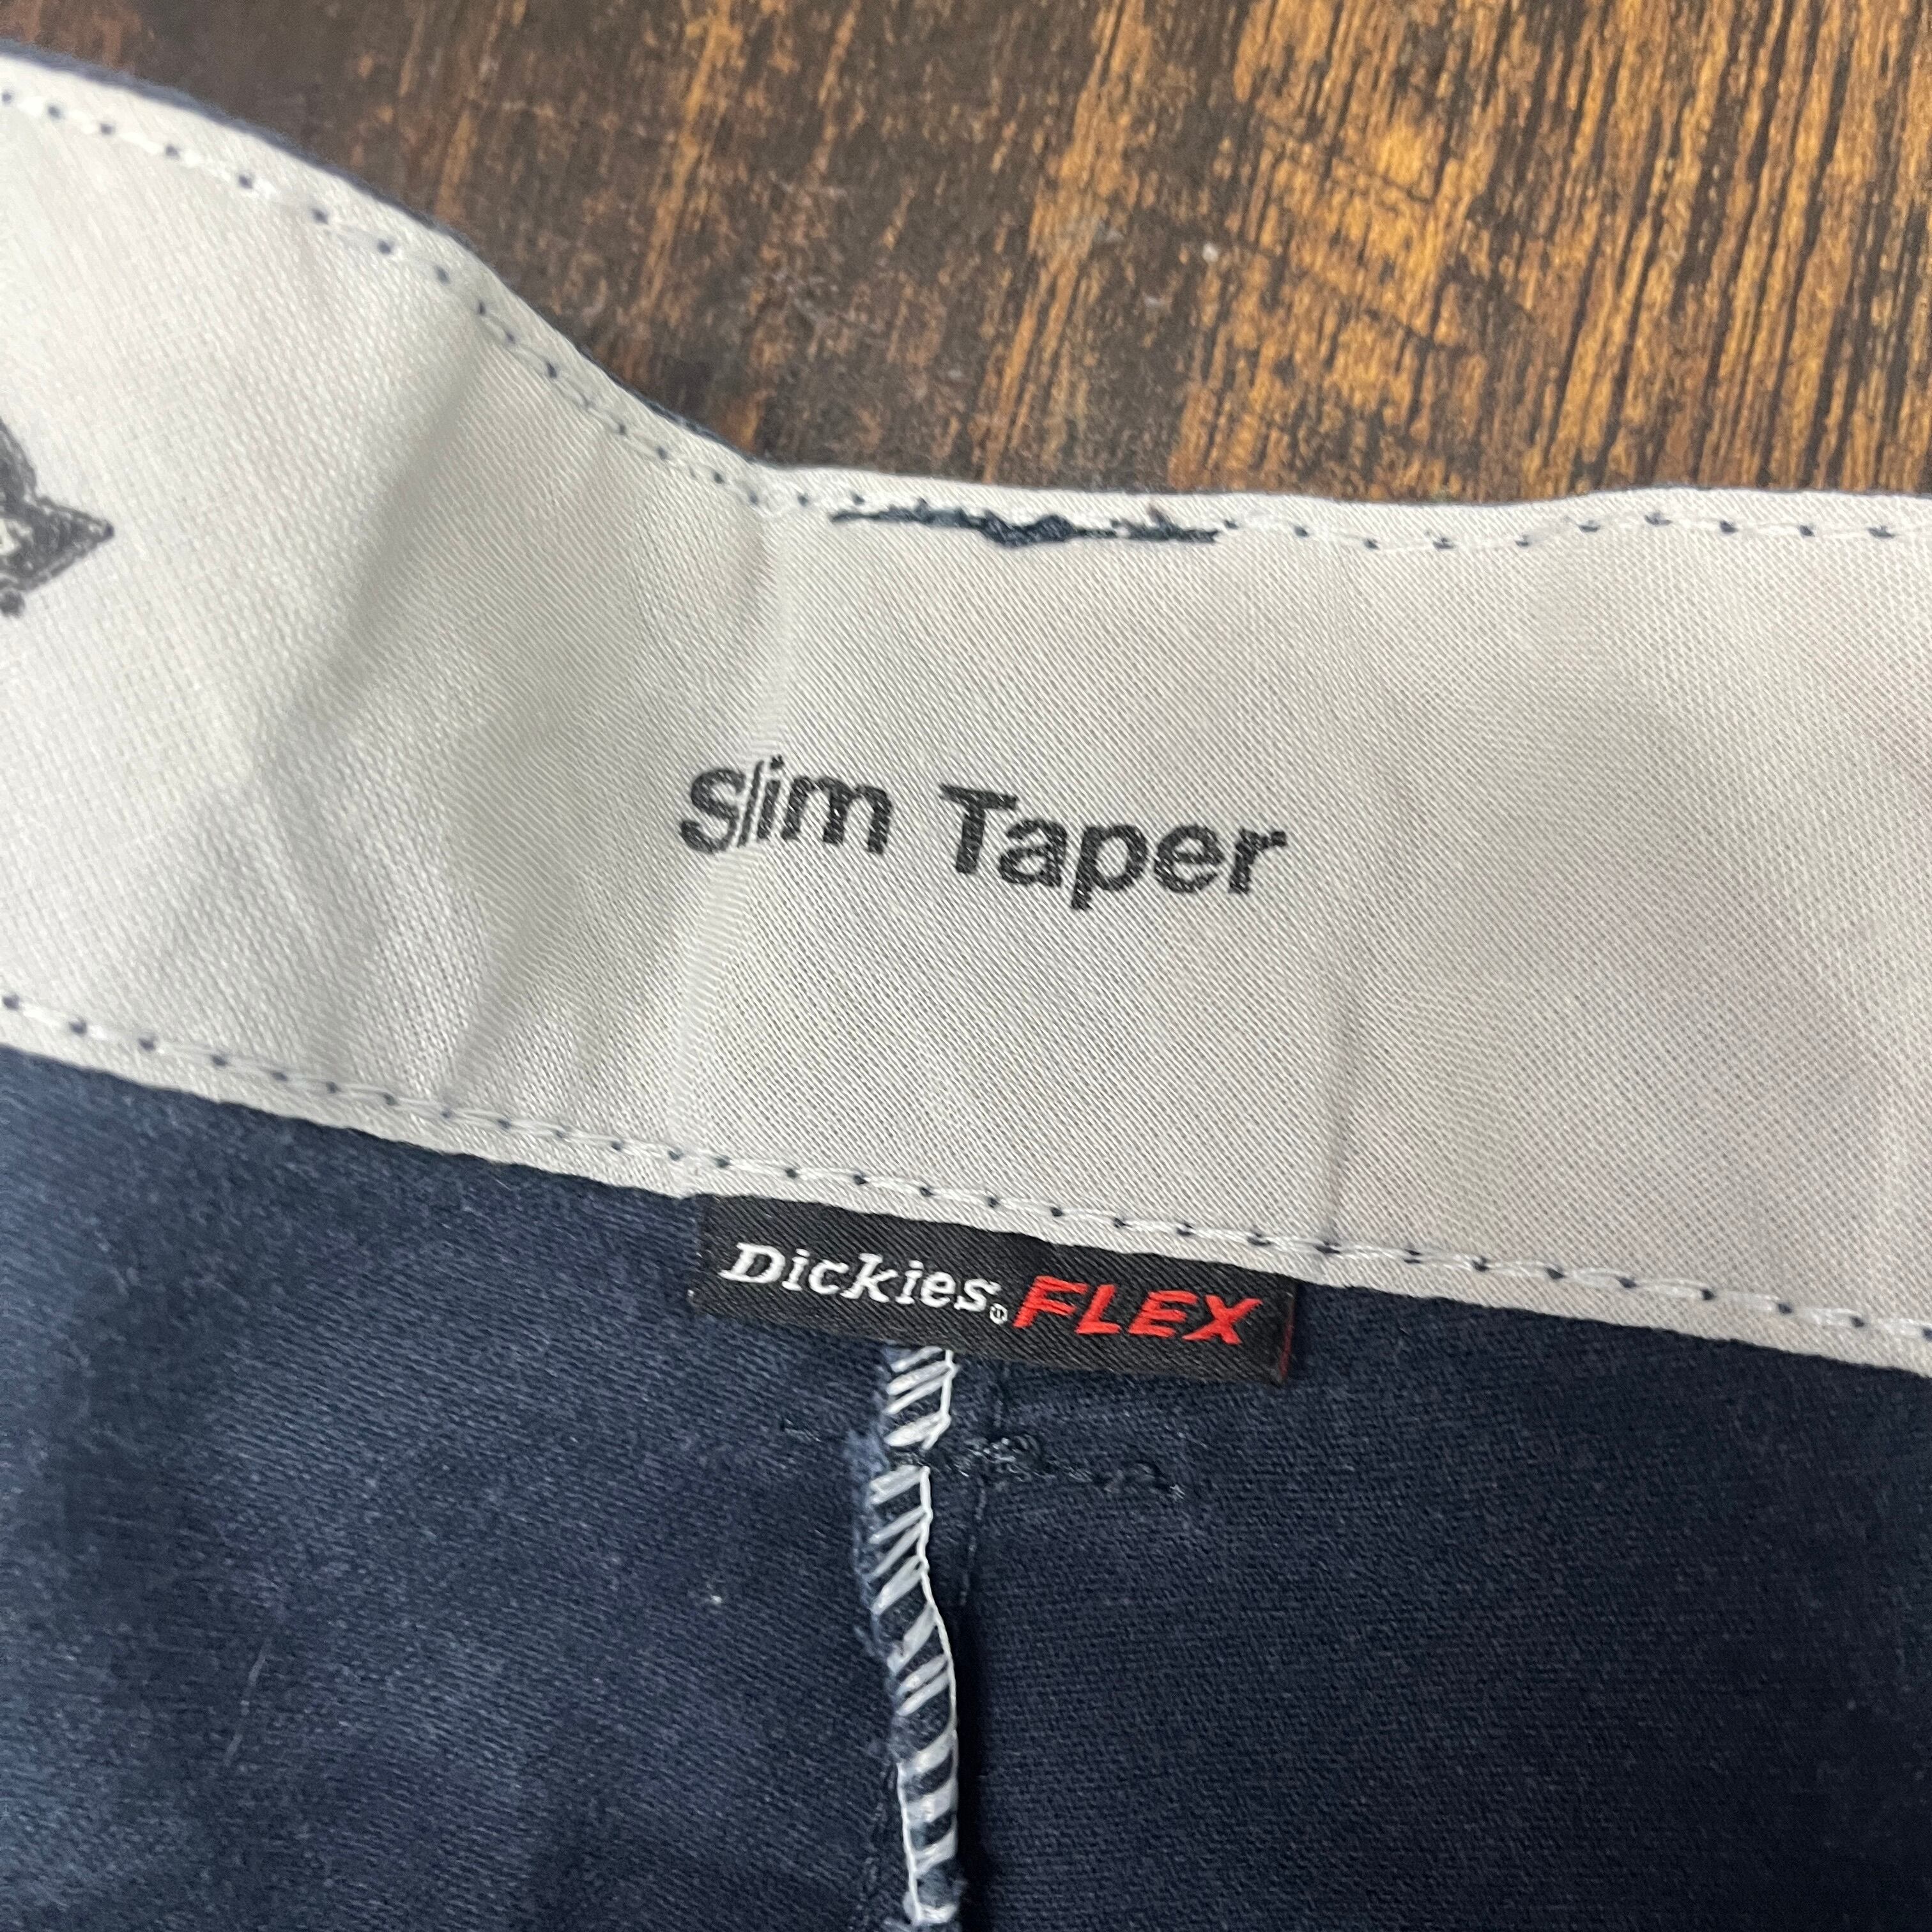 Slim Taper
Dickies® FLEX